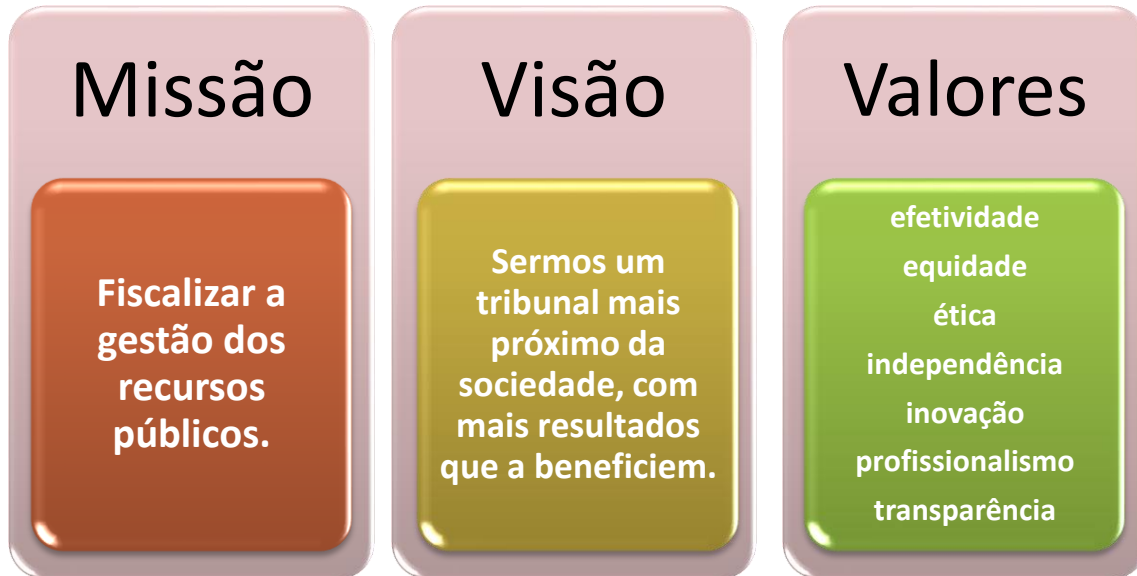 Missão
Fiscalizar a
gestão dos
recursos
públicos.
Visão
Sermos um
tribunal mais
próximo da
sociedade, com
mais resultados
que a beneficiem.
Valores
efetividade
equidade
ética
independência
inovação
profissionalismo
transparência